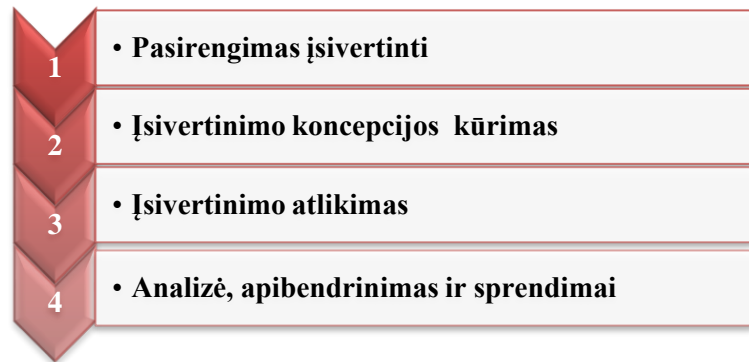 1
• Pasirengimas įsivertinti
2
• Įsivertinimo koncepcijos kūrimas
3
• Įsivertinimo atlikimas
4
• Analizė, apibendrinimas ir sprendimai